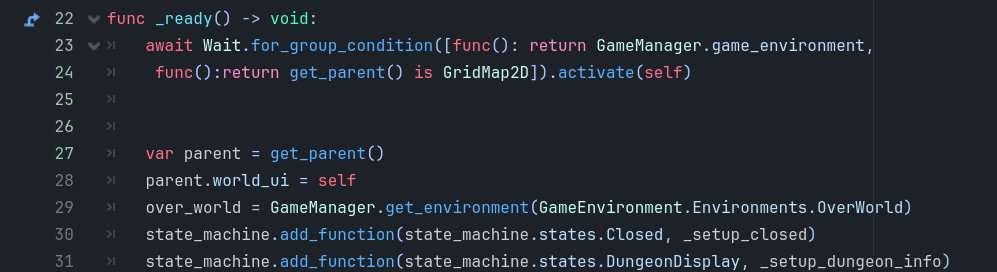 22 func _ready() -> void:
23 await Wait.for_group_condition([func(): return GameManager.game_environment,
24 func():return get_parent() is GridMap2D]).activate(self)
25
26
27 var parent = get_parent()
28 parent.world_ui = self
29 over_world = GameManager.get_environment(GameEnvironment.Environments.OverWorld)
30 state_machine.add_function(state_machine.states.Closed, _setup_closed)
31 state_machine.add_function(state_machine.states.DungeonDisplay, _setup_dungeon_info)